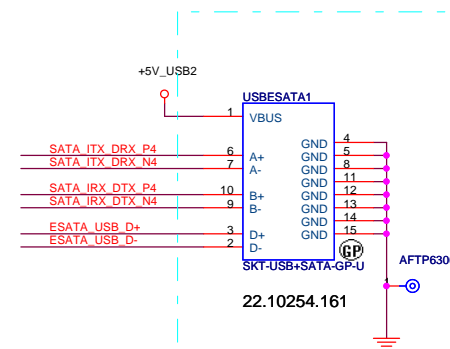 +5V_USB2
USBESATA1
1 VBUS
GND 4
SATA_ITX_DRX_P4 6 A+ GND 5
SATA_ITX_DRX_N4 7 A- GND 8
GND 11
SATA_IRX_DTX_P4 10 B+ GND 12
SATA_IRX_DTX_N4 9 B- GND 13
GND 14
ESATA_USB_D+ 3 D+ GND 15
ESATA_USB_D- 2 D-
GP
SKT-USB+SATA-GP-U
AFTP630
1
22.10254.161